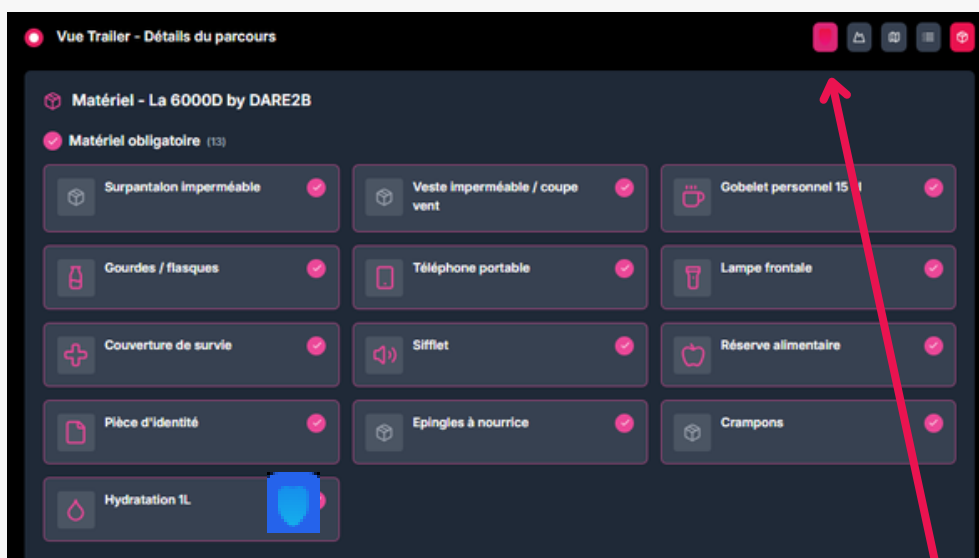 Vue Trailer - Détails du parcours
Matériel - La 6000D by DARE2B
Matériel obligatoire (13)
Surpantalon imperméable
Veste imperméable / coupe
vent
Gobelet personnel 15
Gourdes / flasques
Téléphone portable
Lampe frontale
Couverture de survie
Sifflet
Réserve alimentaire
Pièce d'identité
Epingles à nourrice
Crampons
Hydratation 1L